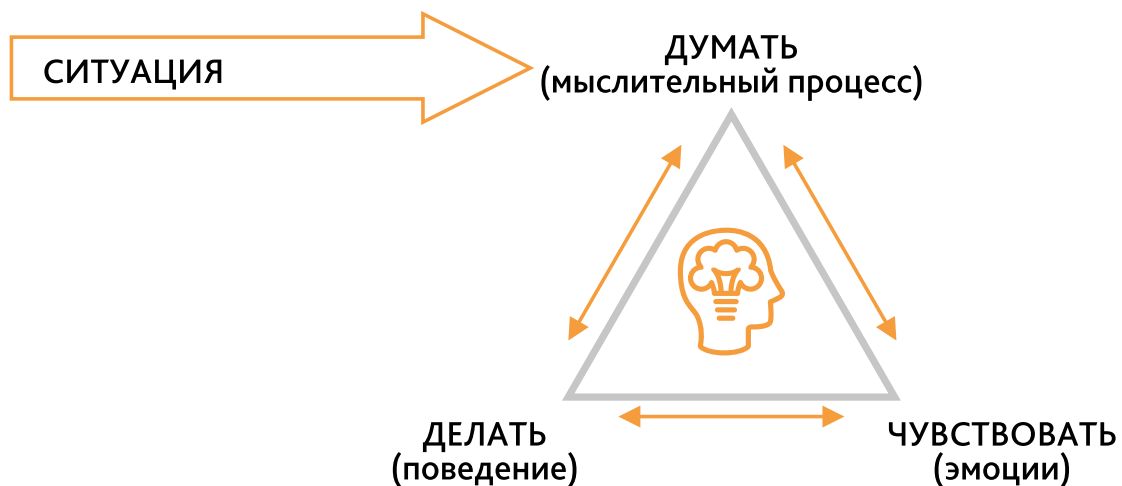 СИТУАЦИЯ
ДУМАТЬ
(мыслительный процесс)
ДЕЛАТЬ
(поведение)
ЧУВСТВОВАТЬ
(эмоции)